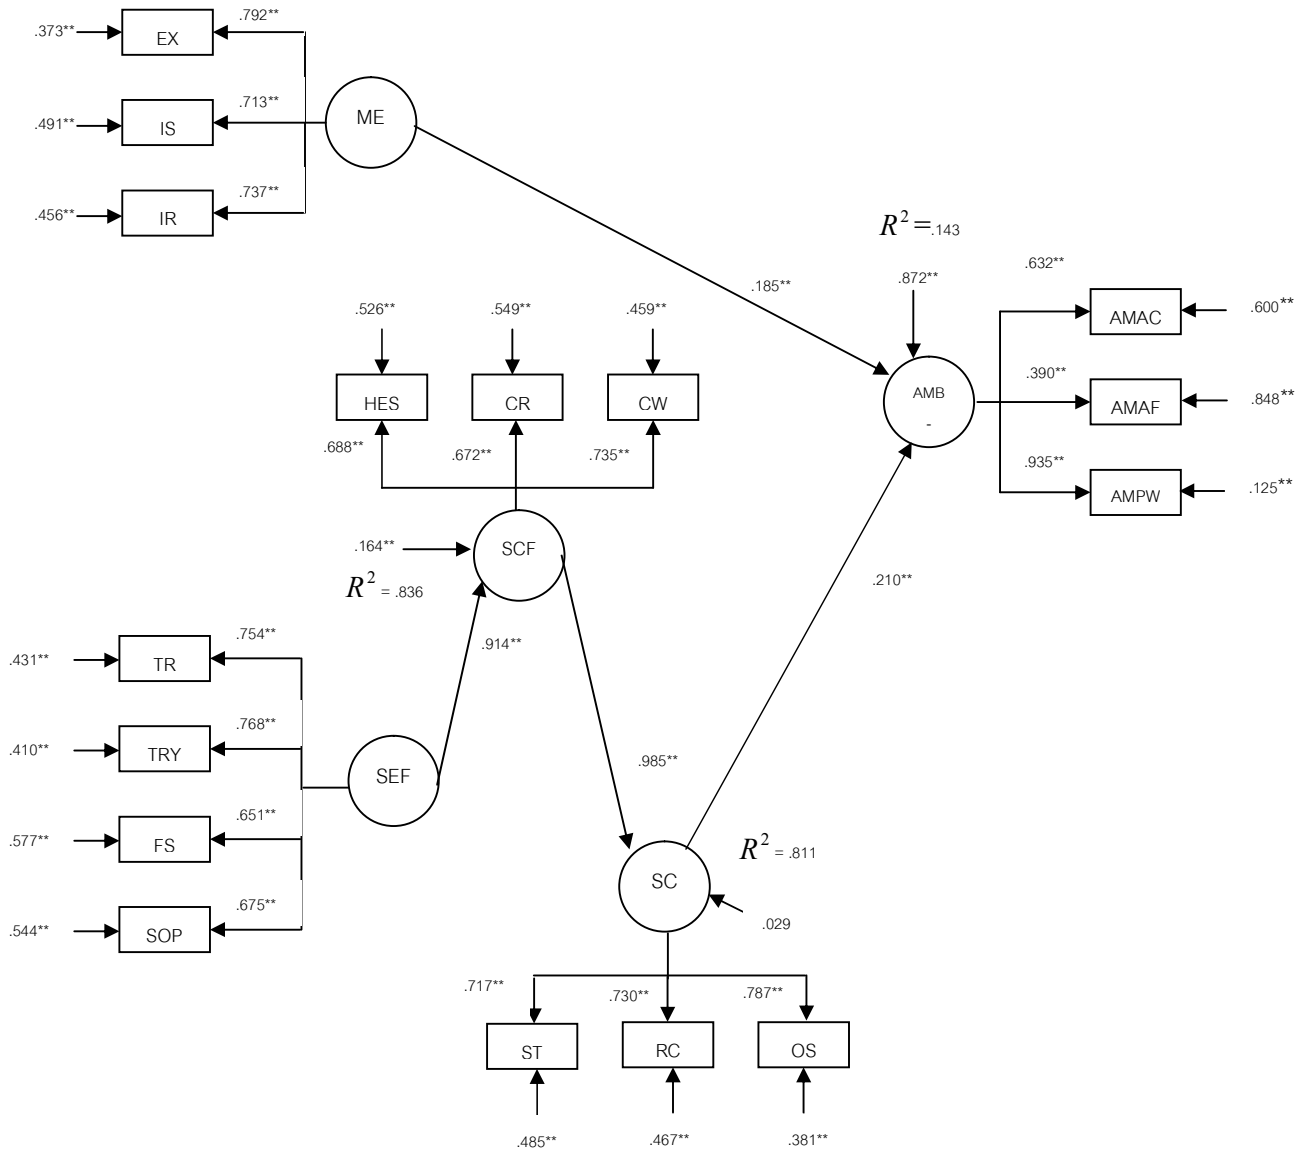 .792**
.373**
EX
.713**
ME
.491**
IS
.737**
.456**
IR
R² = .143
.632**
.872**
.185**
.600**
AMAC
.526**
.549**
.459**
.390**
AMB
-
.848**
AMAF
HES
CR
CW
.688**
.672**
.735**
.935**
.125**
AMPW
.164**
SCF
R² = .836
.210**
.754**
.914**
.431**
TR
.768**
.410**
TRY
SEF
.985**
.651**
.577**
FS
R² = .811
SC
.675**
.544**
SOP
.029
.717**
.730**
.787**
ST
RC
OS
.485**
.467**
.381**